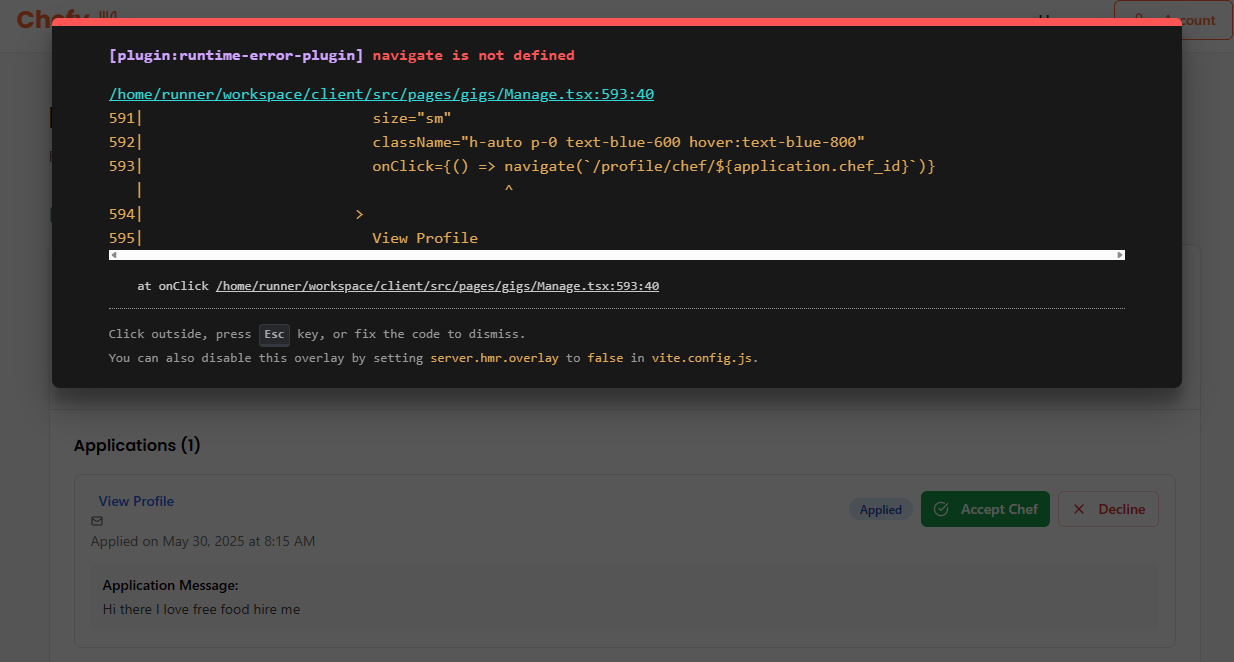 [plugin:runtime-error-plugin] navigate is not defined
/home/runner/workspace/client/src/pages/gigs/Manage.tsx:593:40
591| size="sm"
592| className="h-auto p-0 text-blue-600 hover:text-blue-800"
593| onClick={() => navigate(`/profile/chef/${application.chef_id}`)}
| ^
594| >
595| View Profile
at onClick /home/runner/workspace/client/src/pages/gigs/Manage.tsx:593:40
Click outside, press Esc key, or fix the code to dismiss.
You can also disable this overlay by setting server.hmr.overlay to false in vite.config.js.
Applications (1)
View Profile
Applied
Accept Chef
Decline
Applied on May 30, 2025 at 8:15 AM
Application Message:
Hi there I love free food hire me